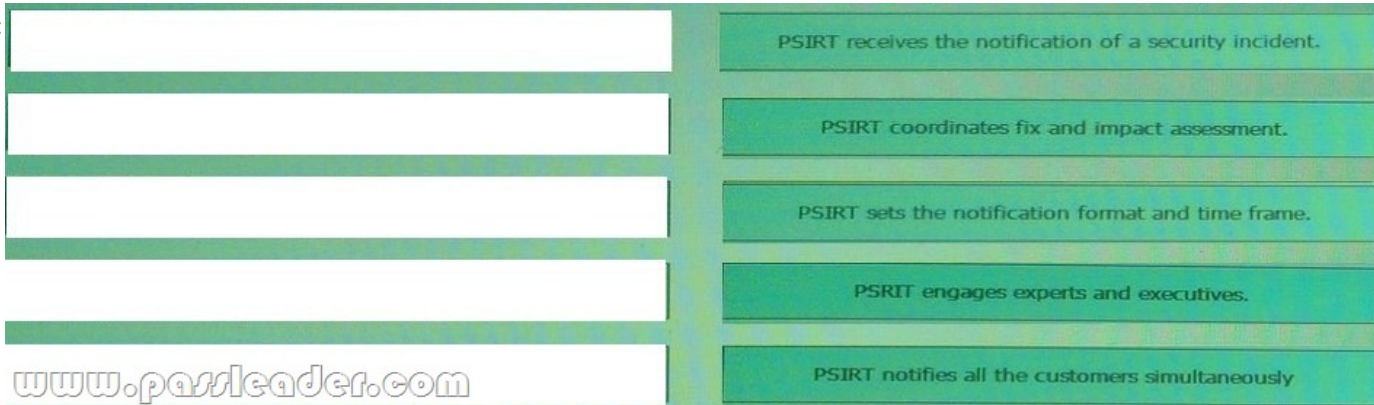 PSIRT receives the notification of a security incident.
PSIRT coordinates fix and impact assessment.
PSIRT sets the notification format and time frame.
PSRIT engages experts and executives.
PSIRT notifies all the customers simultaneously
www.passleader.com